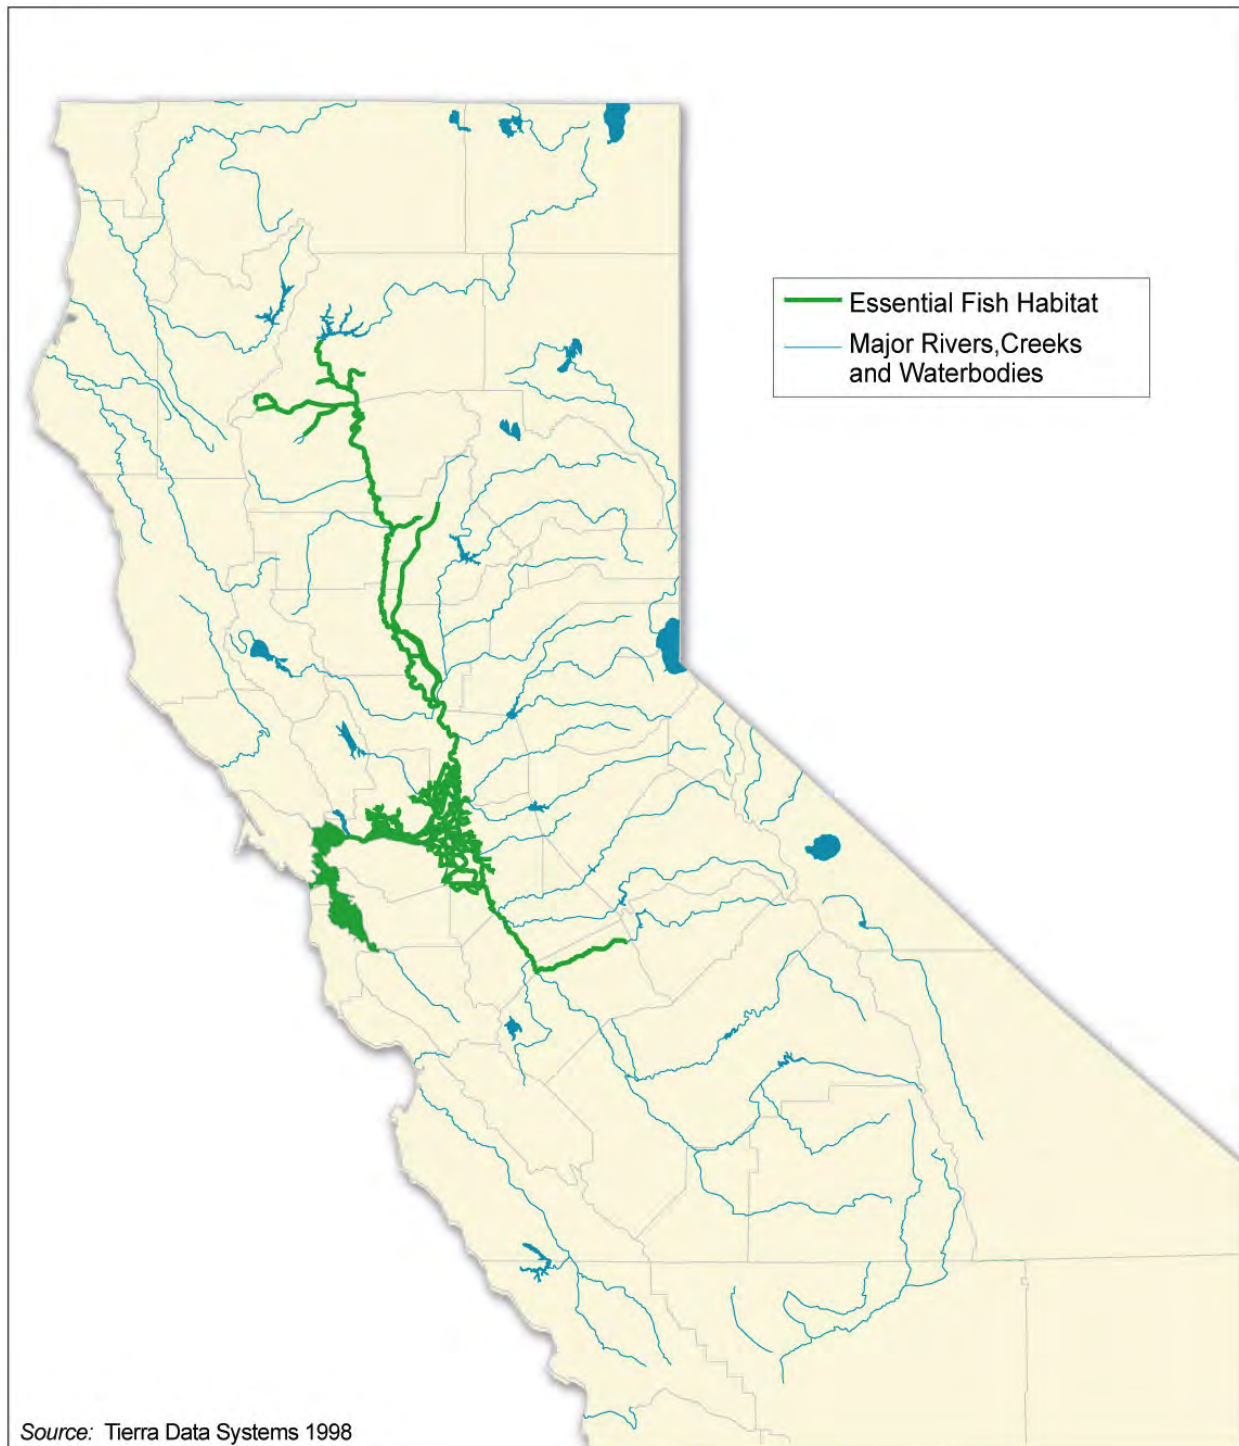 Essential Fish Habitat
Major Rivers,Creeks
and Waterbodies
Source: Tierra Data Systems 1998